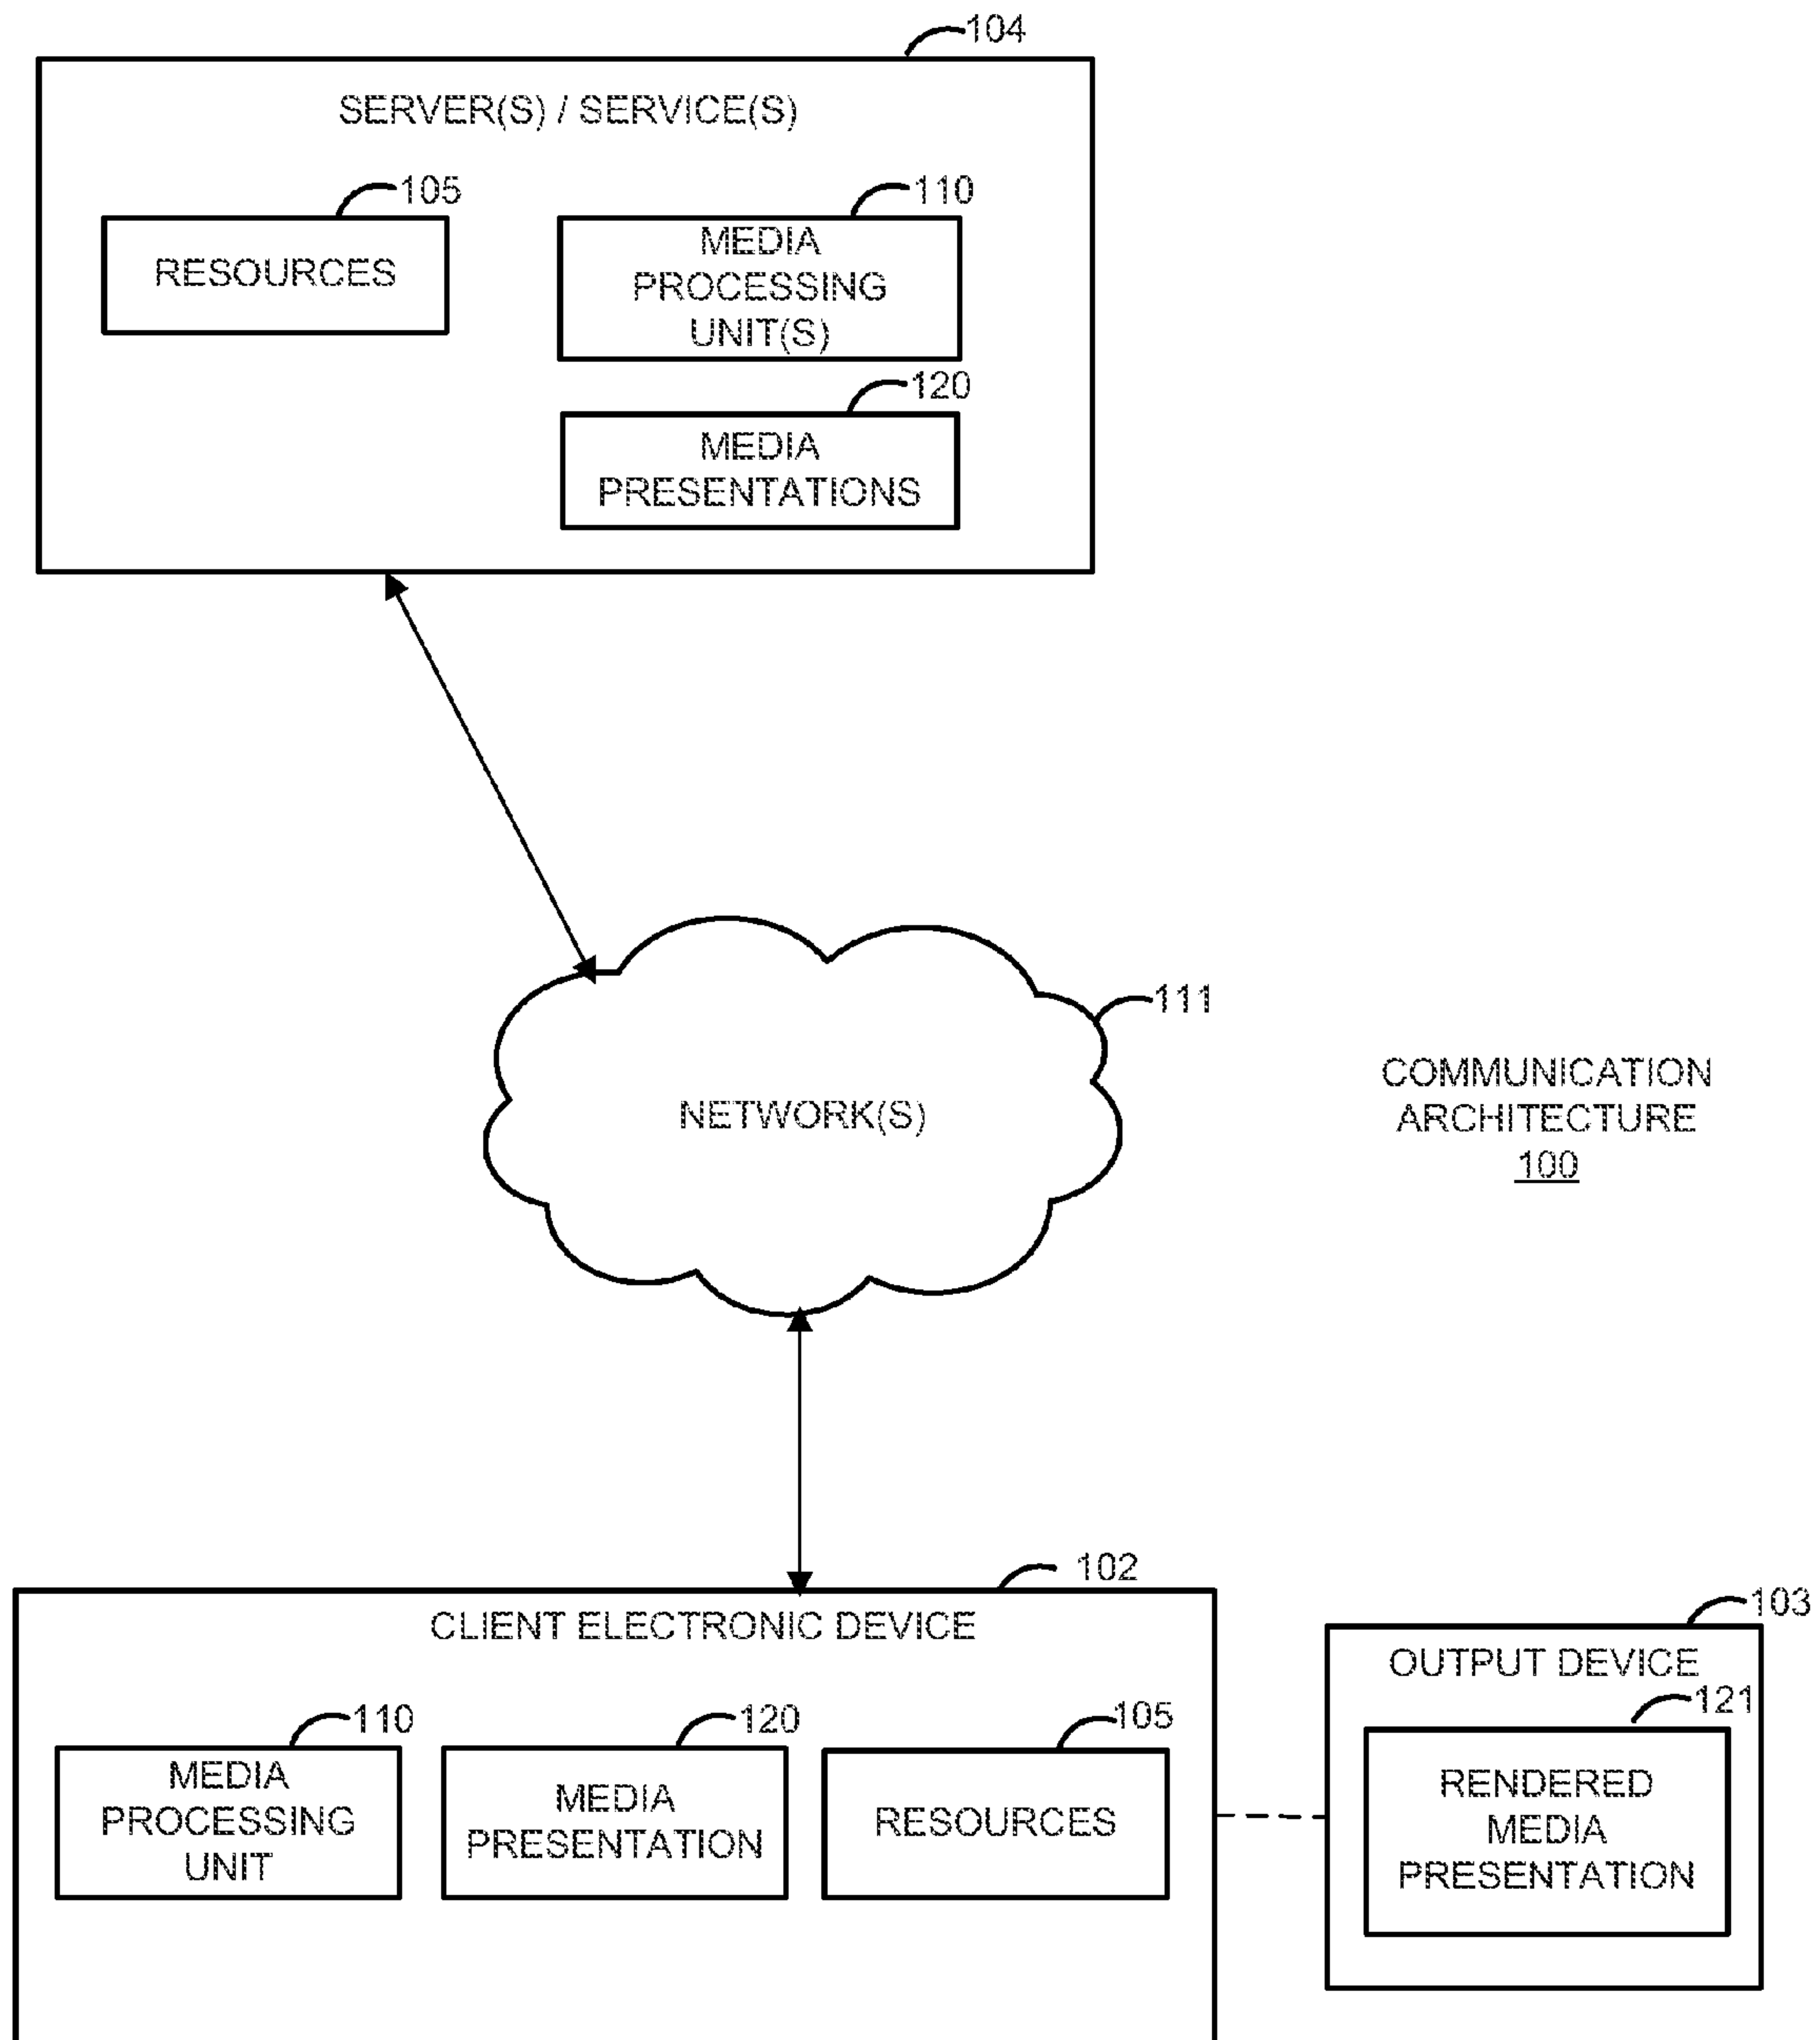 104
SERVER(S) / SERVICE(S)
105
110
RESOURCES
MEDIA
PROCESSING
UNIT(S)
120
MEDIA
PRESENTATIONS
111
NETWORK(S)
COMMUNICATION
ARCHITECTURE
100
102
CLIENT ELECTRONIC DEVICE
103
OUTPUT DEVICE
110
120
105
121
MEDIA
PROCESSING
UNIT
MEDIA
PRESENTATION
RESOURCES
RENDERED
MEDIA
PRESENTATION